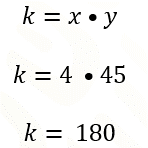 k = x • y
k = 4 • 45
k = 180